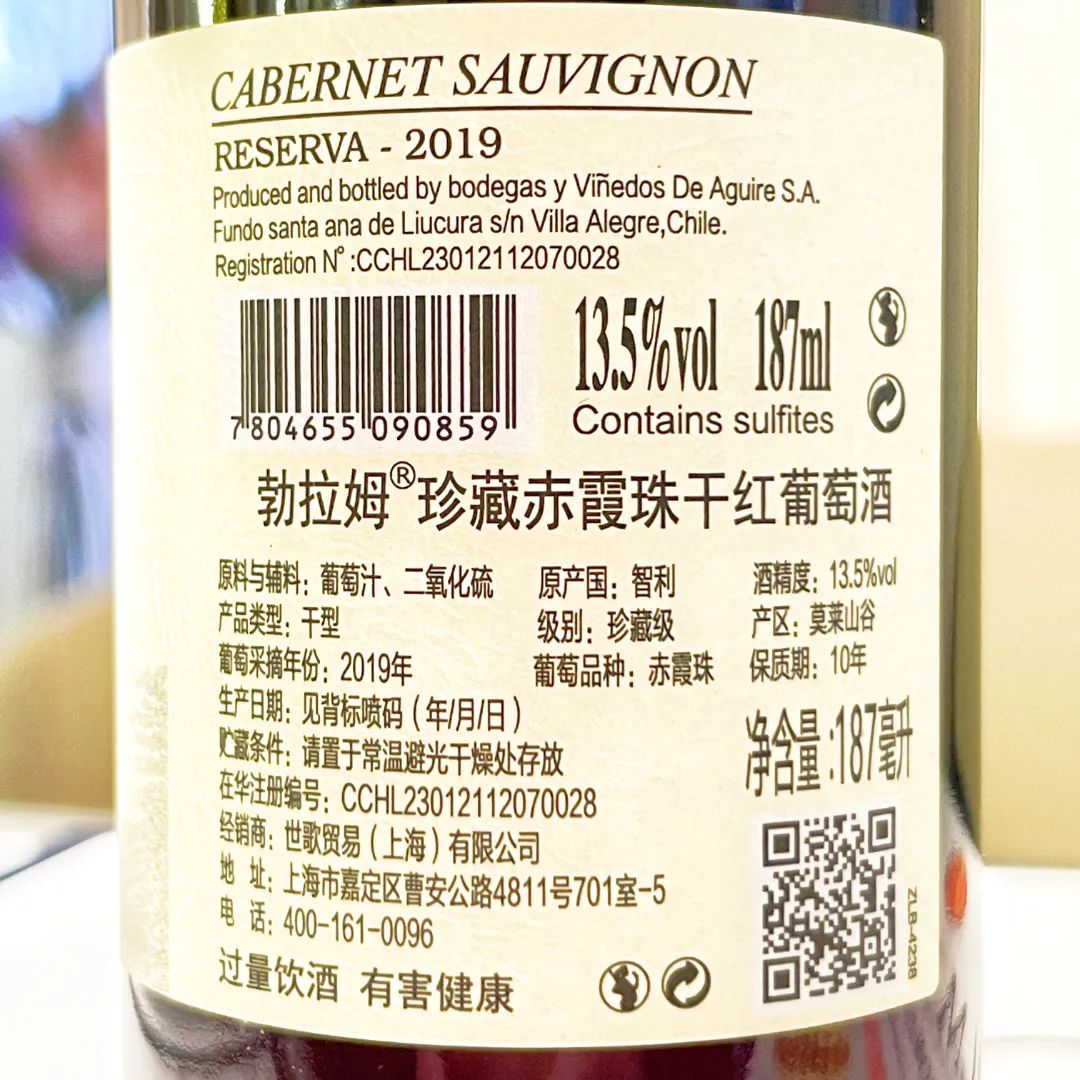 CABERNET SAUVIGNON
RESERVA - 2019
Produced and bottled by bodegas y Viñedos De Aguire S.A.
Fundo santa ana de Liucura s/n Villa Alegre,Chile.
Registration N° :CCHL23012112070028
13.5%vol 187ml
Contains sulfites
7 804655 090859
勃拉姆®珍藏赤霞珠干红葡萄酒
原料与辅料：葡萄汁、二氧化硫 原产国：智利 酒精度：13.5%vol
产品类型：干型 级别：珍藏级 产区：莫莱山谷
葡萄采摘年份：2019年 葡萄品种：赤霞珠 保质期：10年
生产日期：见背标喷码（年/月/日）
贮藏条件：请置于常温避光干燥处存放
净含量:187毫升
在华注册编号：CCHL23012112070028
经销商：世歌贸易（上海）有限公司
地 址：上海市嘉定区曹安公路4811号701室-5
电 话：400-161-0096
过量饮酒 有害健康
ZLB-4238